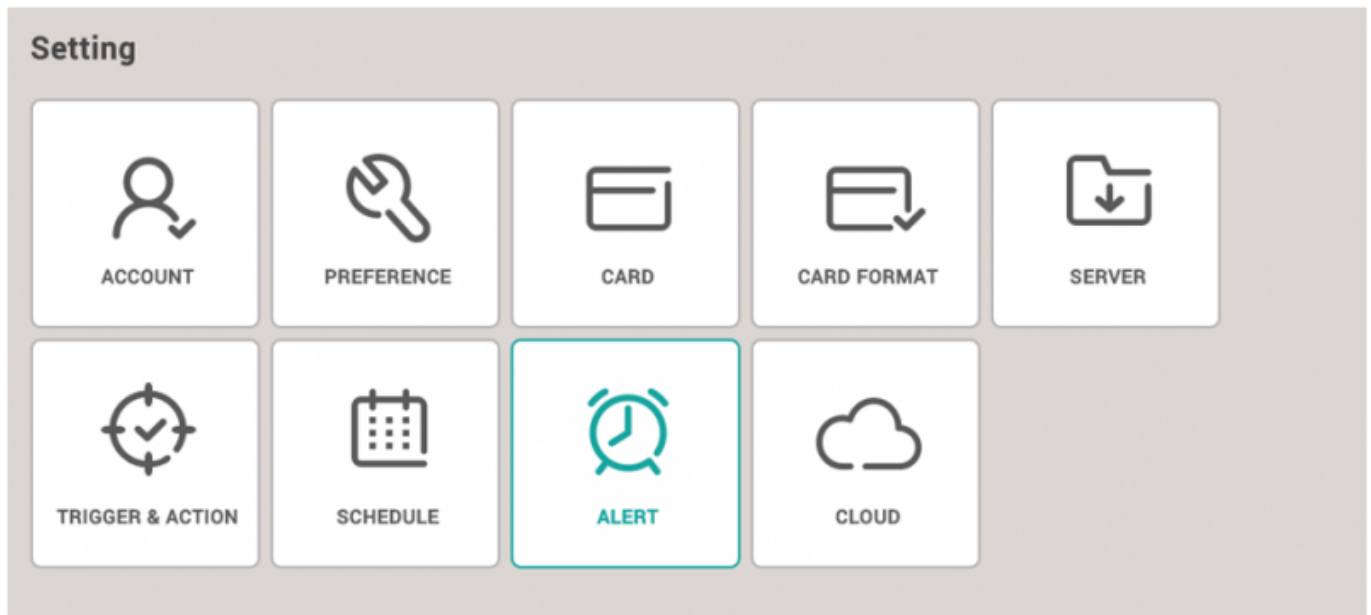 Setting
ACCOUNT
PREFERENCE
CARD
CARD FORMAT
SERVER
TRIGGER & ACTION
SCHEDULE
ALERT
CLOUD